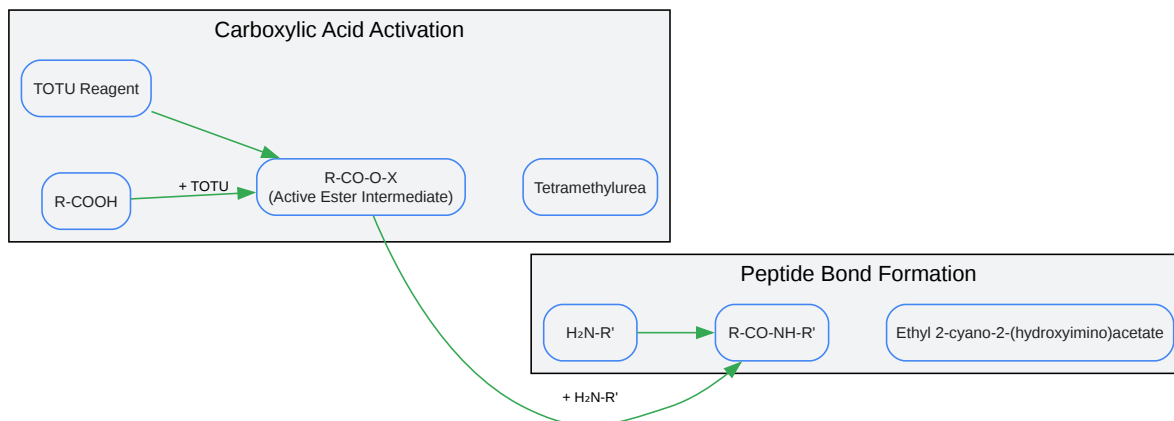 Carboxylic Acid Activation
TOTU Reagent
R-COOH
+ TOTU
R-CO-O-X
(Active Ester Intermediate)
Tetramethylurea
Peptide Bond Formation
H₂N-R'
R-CO-NH-R'
Ethyl 2-cyano-2-(hydroxyimino)acetate
+ H₂N-R'